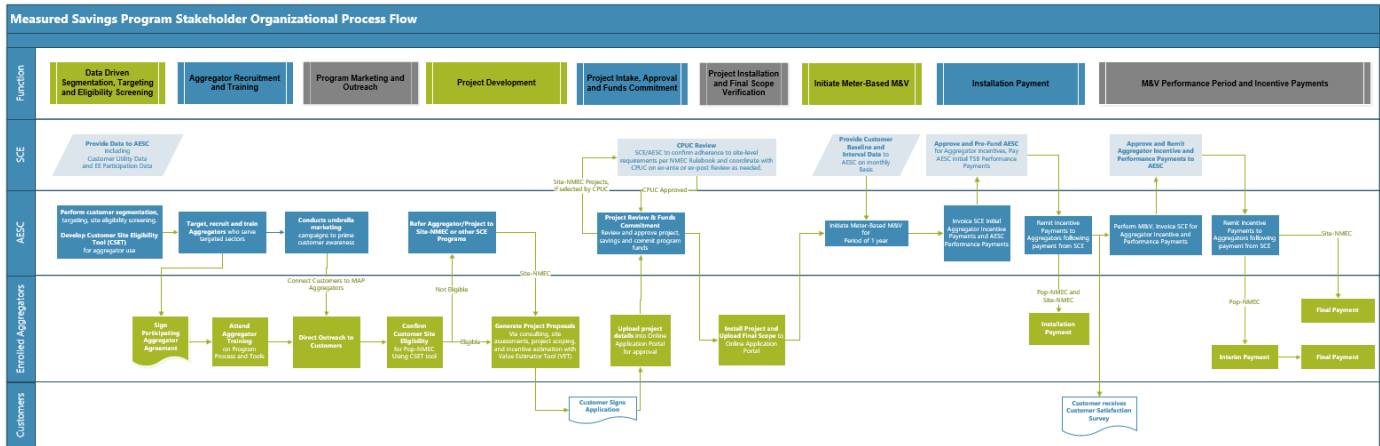 Measured Savings Program Stakeholder Organizational Process Flow
Function
Data Driven
Segmentation, Targeting
and Eligibility Screening
Aggregator Recruitment
and Training
Program Marketing and
Outreach
Project Development
Project Intake, Approval
and Funds Commitment
Project Installation
and Final Scope
Verification
Initiate Meter-Based M&V
Installation Payment
M&V Performance Period and Incentive Payments
SCE
Provide Data to AESC
including
Customer Utility Data
and EE Participation Data
CPUC Review
SCE/AESC to confirm adherence to site-level
requirements per NMEC Rulebook and coordinate with
CPUC on ex-ante or ex-post Review as needed.
Provide Customer
Baseline and
Interval Data to
AESC on monthly
basis
Approve and Pre-Fund AESC
for Aggregator Incentives, Pay
AESC Initial TSB Performance
Payments
Approve and Remit
Aggregator Incentive and
Performance Payments to
AESC
Site-NMEC Projects,
if selected by CPUC
CPUC Approved
AESC
Perform customer segmentation,
targeting, site eligibility screening.
Develop Customer Site Eligibility
Tool (CSET)
for aggregator use
Target, recruit and train
Aggregators who serve
targeted sectors
Conducts umbrella
marketing
campaigns to prime
customer awareness
Refer Aggregator/Project to
Site-NMEC or other SCE
Programs
Project Review & Funds
Commitment
Review and approve project,
savings and commit program
funds
Initiate Meter-Based M&V
for
Period of 1 year
Invoice SCE Initial
Aggregator Incentive
Payments and AESC
Performance Payments
Remit Incentive
Payments to
Aggregators following
payment from SCE
Perform M&V, Invoice SCE for
Aggregator Incentive and
Performance Payments
Remit Incentive
Payments to
Aggregators following
payment from SCE
Site-NMEC
Connect Customers to MAP
Aggregators
Not Eligible
Site-NMEC
Pop-NMEC and
Site-NMEC
Pop-NMEC
Enrolled Aggregators
Sign
Participating
Aggregator
Agreement
Attend
Aggregator
Training
on Program
Process and Tools
Direct Outreach to
Customers
Confirm
Customer Site
Eligibility
for Pop-NMEC
Using CSET tool
Eligible
Generate Project Proposals
Via consulting, site
assessments, project scoping,
and incentive estimation with
Value Estimator Tool (VET)
Upload project
details into Online
Application Portal
for approval
Install Project and
Upload Final Scope to
Online Application
Portal
Installation
Payment
Final Payment
Interim Payment
Final Payment
Customers
Customer Signs
Application
Customer receives
Customer Satisfaction
Survey